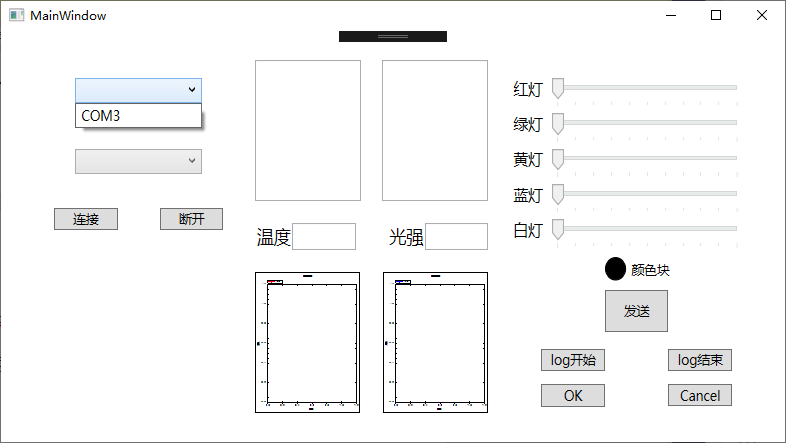 MainWindow
COM3
连接
断开
温度
光强
红灯
绿灯
黄灯
蓝灯
白灯
颜色块
发送
log开始
log结束
OK
Cancel